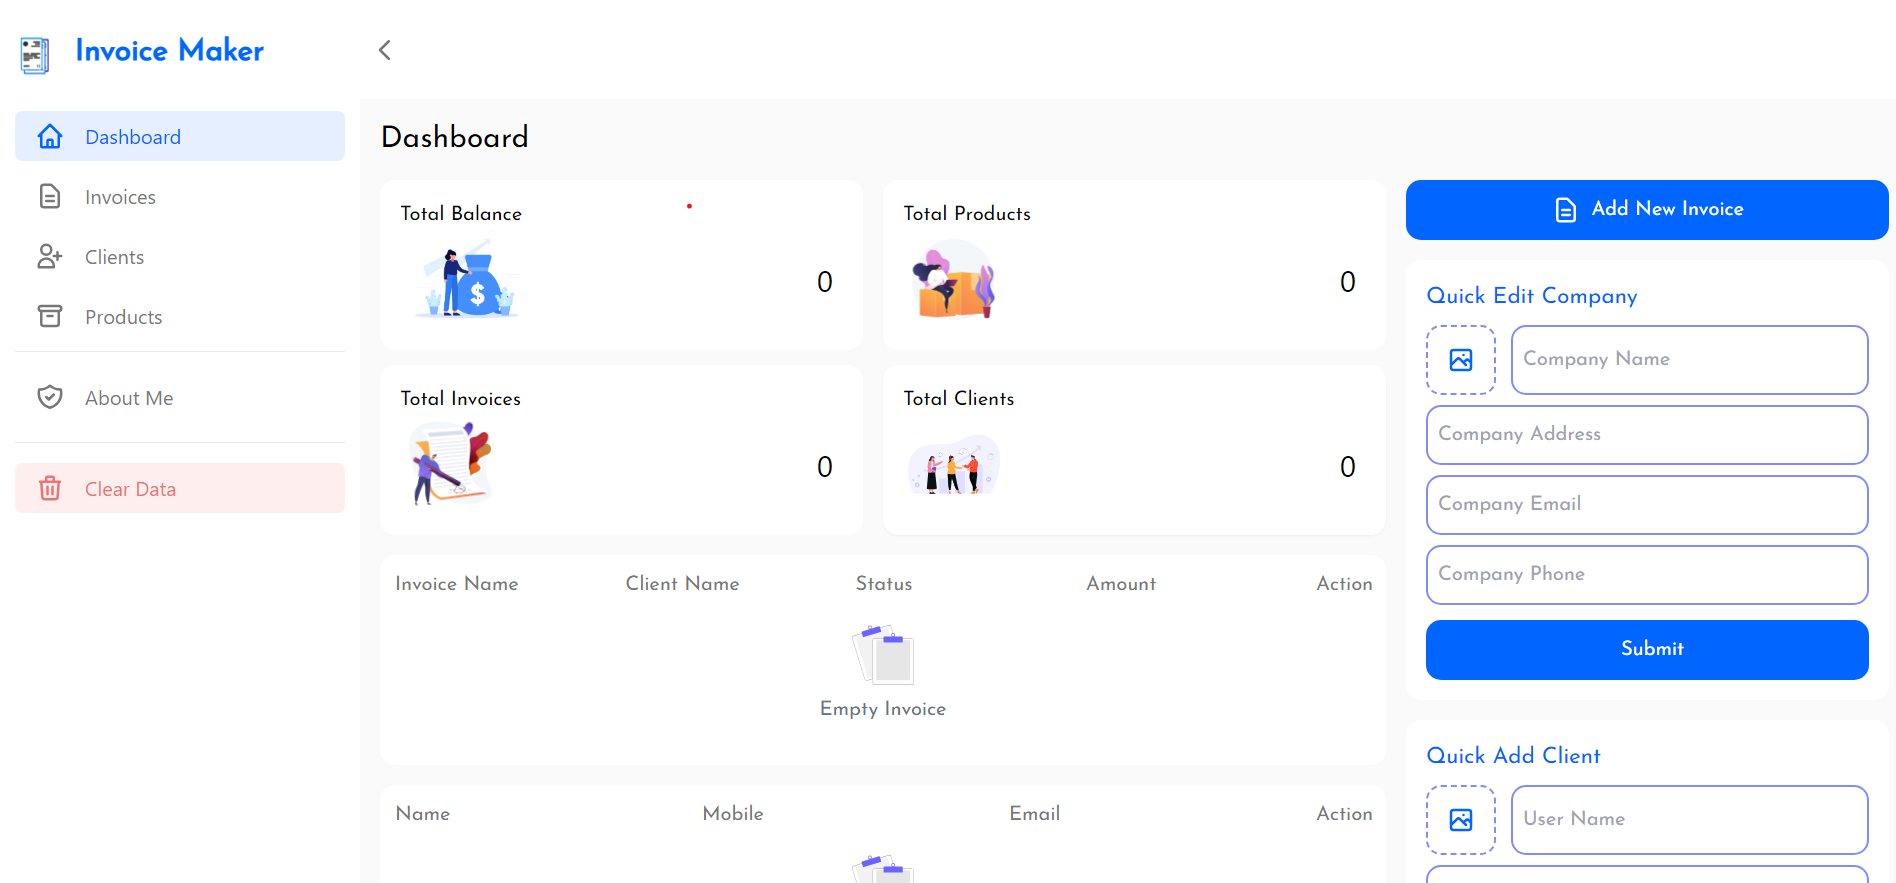 Invoice Maker
Dashboard
Invoices
Clients
Products
About Me
Clear Data
Dashboard
Total Balance
0
Total Products
0
Total Invoices
0
Total Clients
0
Invoice Name Client Name Status Amount Action
Empty Invoice
Name Mobile Email Action
Add New Invoice
Quick Edit Company
Company Name
Company Address
Company Email
Company Phone
Submit
Quick Add Client
User Name